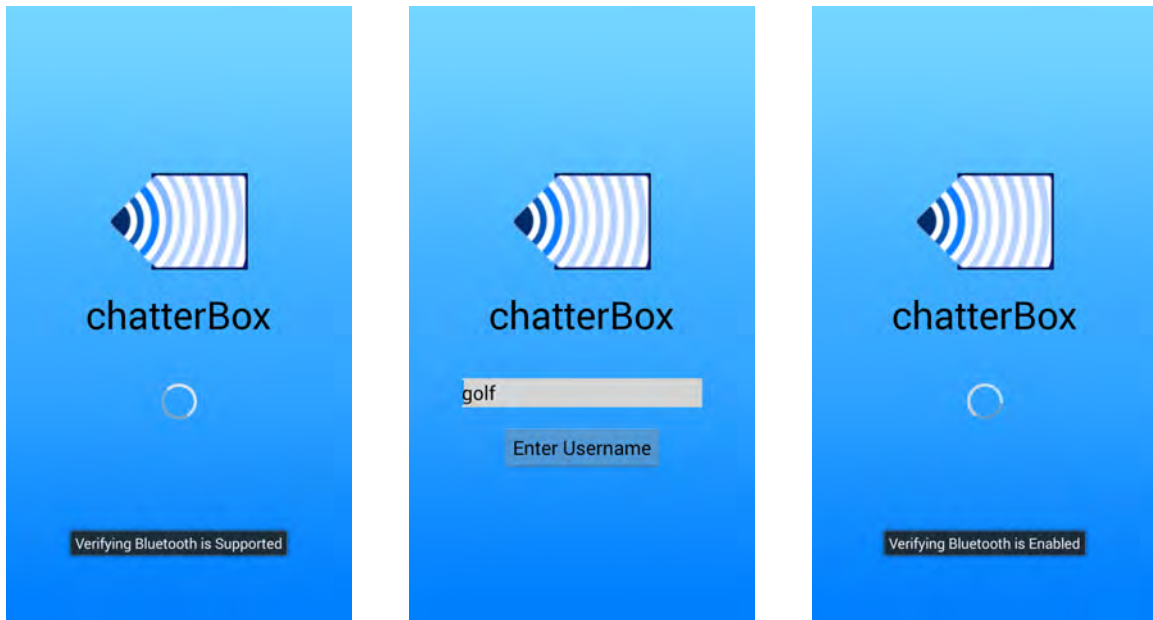 chatterBox
Verifying Bluetooth is Supported
chatterBox
golf
Enter Username
chatterBox
Verifying Bluetooth is Enabled